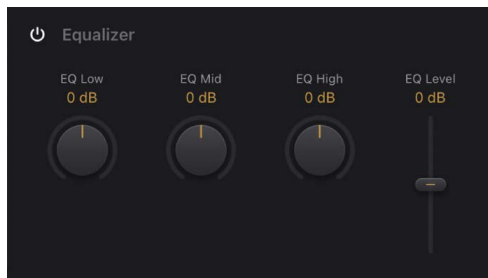 Equalizer
EQ Low EQ Mid EQ High EQ Level
0 dB 0 dB 0 dB 0 dB